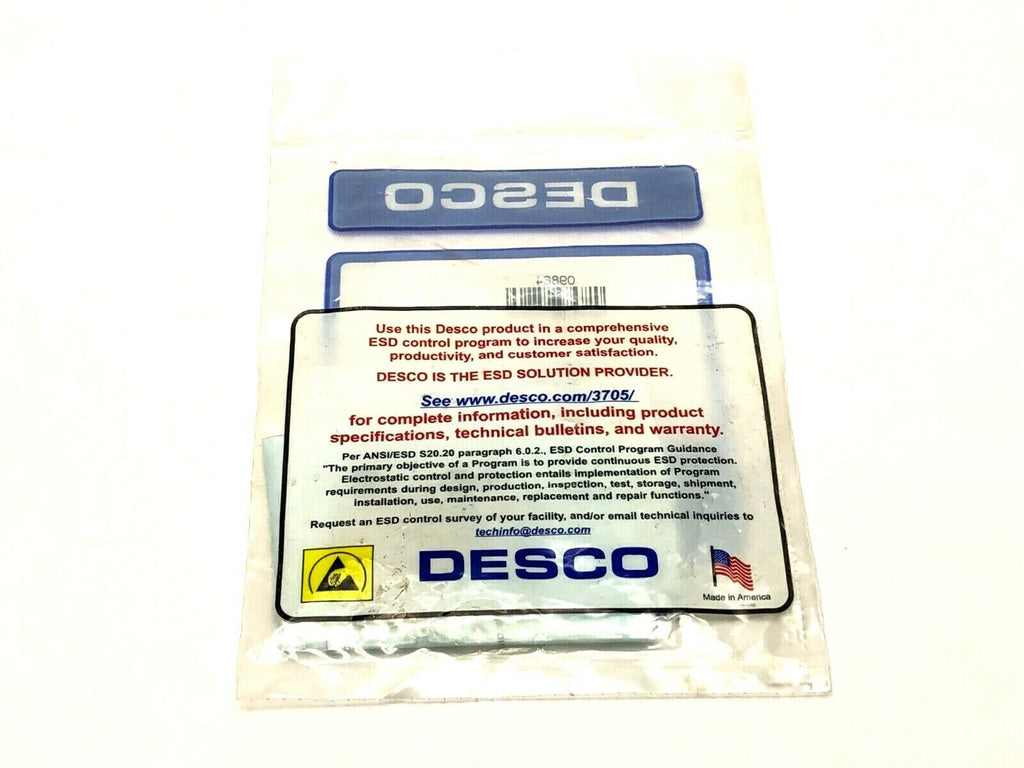 DESCO
09864
Use this Desco product in a comprehensive
ESD control program to increase your quality,
productivity, and customer satisfaction.
DESCO IS THE ESD SOLUTION PROVIDER.
See www.desco.com/3705/
for complete information, including product
specifications, technical bulletins, and warranty.
Per ANSI/ESD S20.20 paragraph 6.0.2., ESD Control Program Guidance
"The primary objective of a Program is to provide continuous ESD protection.
Electrostatic control and protection entails implementation of Program
requirements during design, production, inspection, test, storage, shipment,
installation, use, maintenance, replacement and repair functions."
Request an ESD control survey of your facility, and/or email technical inquiries to
techinfo@desco.com
DESCO
Made in America